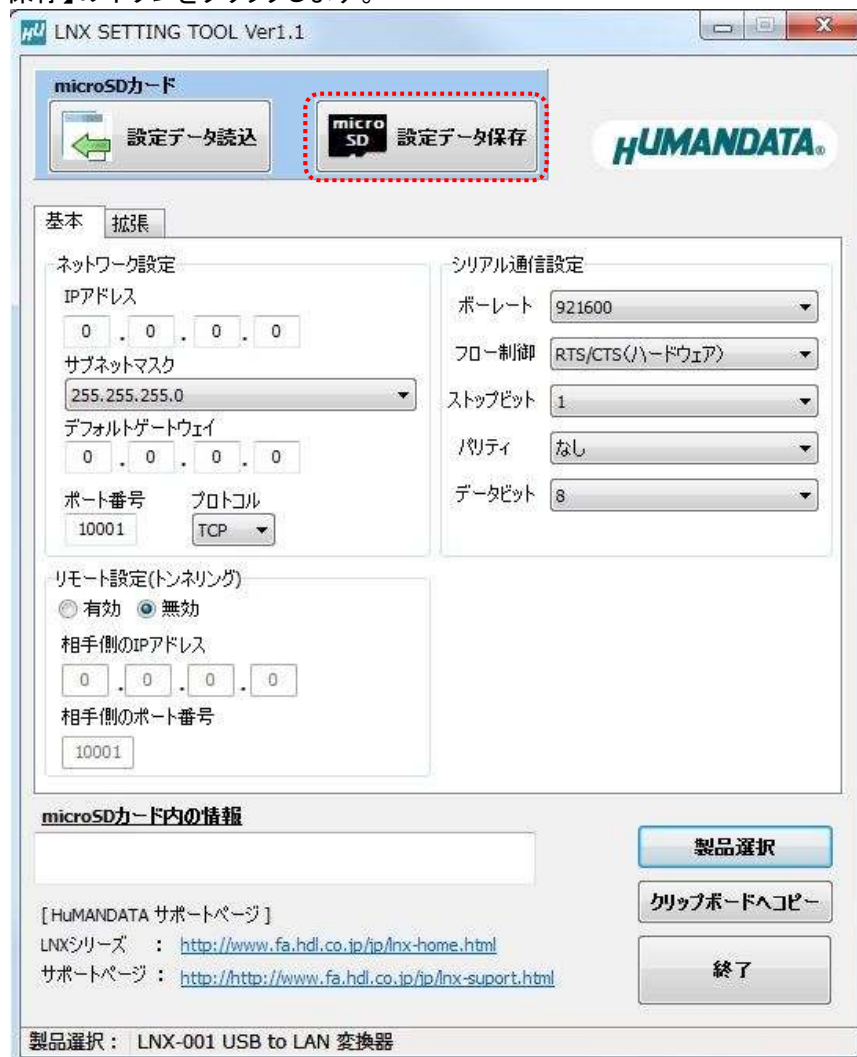 保存】のボタンをクリックします。
LNX SETTING TOOL Ver1.1
microSDカード
設定データ読込
micro
SD
設定データ保存
HUMANDATA®
基本
拡張
ネットワーク設定
IPアドレス
0 . 0 . 0 . 0
サブネットマスク
255.255.255.0
デフォルトゲートウェイ
0 . 0 . 0 . 0
ポート番号 プロトコル
10001 TCP
シリアル通信設定
ボーレート 921600
フロー制御 RTS/CTS(ハードウェア)
ストップビット 1
パリティ なし
データビット 8
リモート設定(トンネリング)
有効 無効
相手側のIPアドレス
0 . 0 . 0 . 0
相手側のポート番号
10001
microSDカード内の情報
製品選択
クリップボードへコピー
終了
[HuMANDATA サポートページ]
LNXシリーズ : http://www.fa.hdl.co.jp/jp/lnx-home.html
サポートページ : http://http://www.fa.hdl.co.jp/jp/lnx-suport.html
製品選択: LNX-001 USB to LAN 変換器